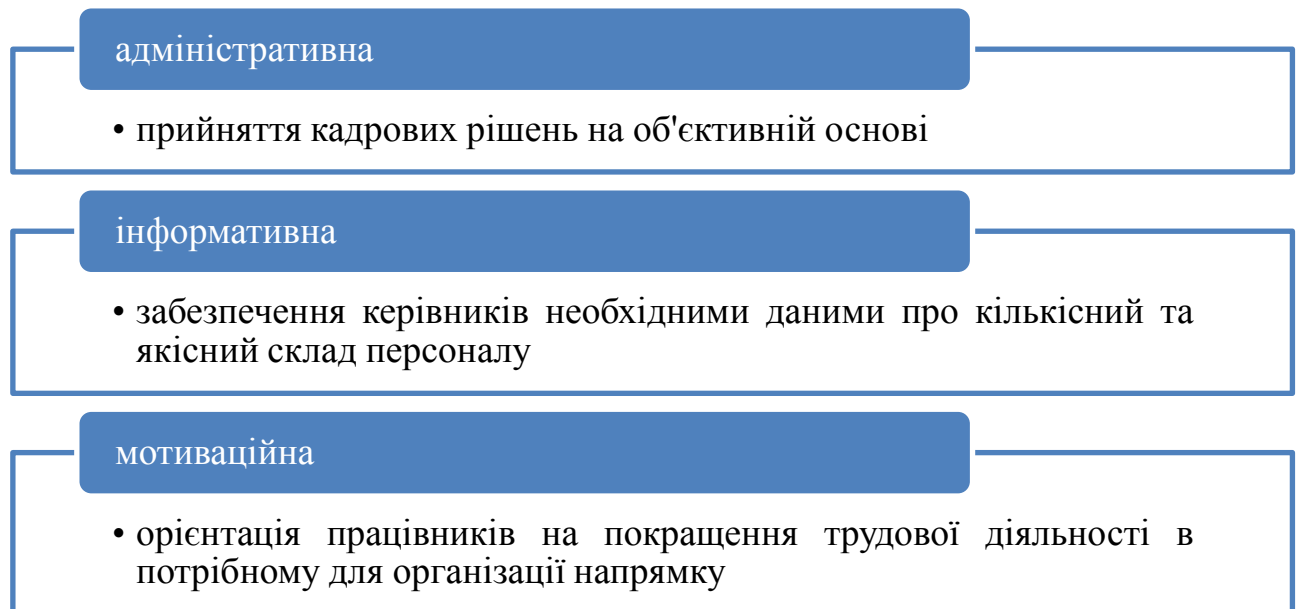 адміністративна
• прийняття кадрових рішень на об'єктивній основі
інформативна
• забезпечення керівників необхідними даними про кількісний та
якісний склад персоналу
мотиваційна
• орієнтація працівників на покращення трудової діяльності в
потрібному для організації напрямку